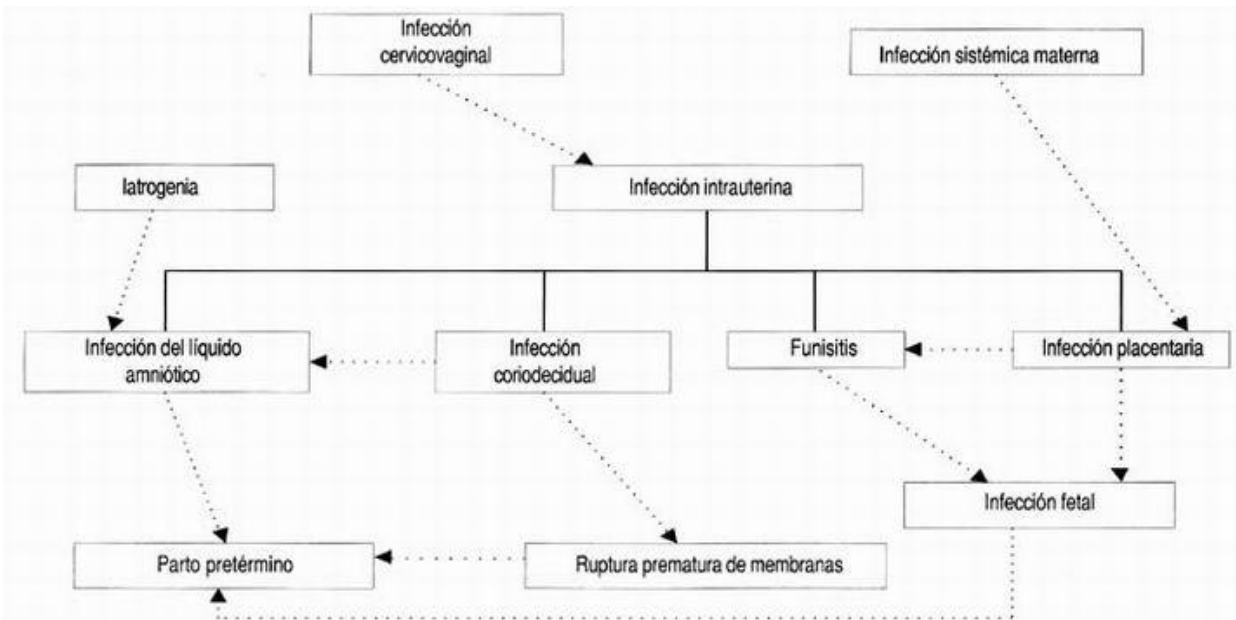 Infección
cervicovaginal
Infección sistémica materna
Iatrogenia
Infección intrauterina
Infección del líquido
amniótico
Infección
coriodecidual
Funisitis
Infección placentaria
Infección fetal
Parto pretérmino
Ruptura prematura de membranas